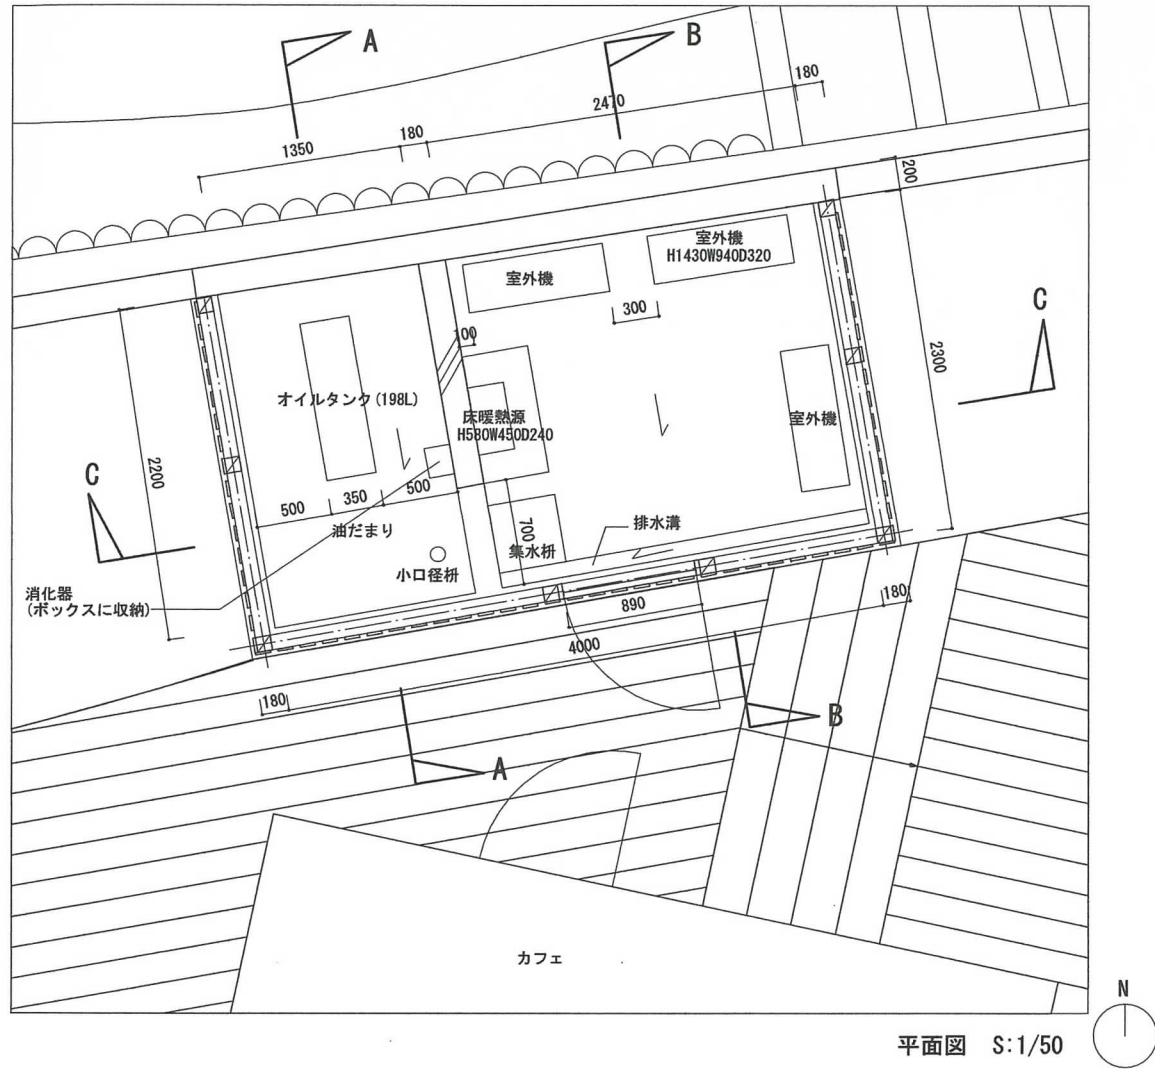 A
B
180
2470
180
1350
200
室外機
H1430W940D320
室外機
C
300
100
2300
オイルタンク(198L)
床暖熱源
H580W450D240
室外機
2200
C
500
350
500
700
排水溝
油だまり
集水枡
小口径枡
消化器
(ボックスに収納)
890
180
4000
180
B
A
カフェ
N
平面図 S:1/50